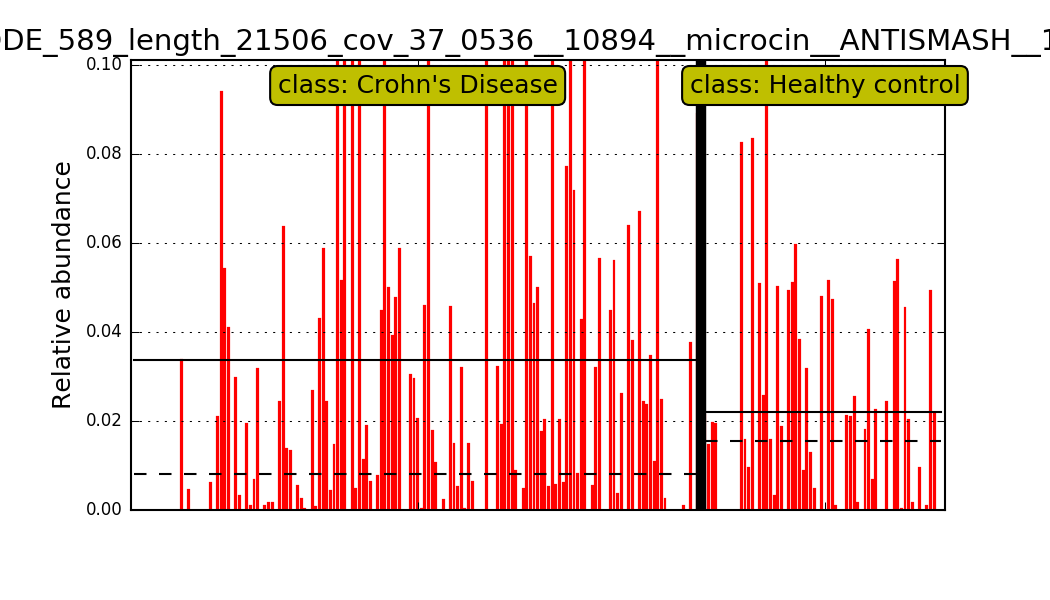 DE_589_length_21506_cov_37_0536__10894__microcin__ANTISMASH__1
class: Crohn's Disease
class: Healthy control
Relative abundance
0.10
0.08
0.06
0.04
0.02
0.00